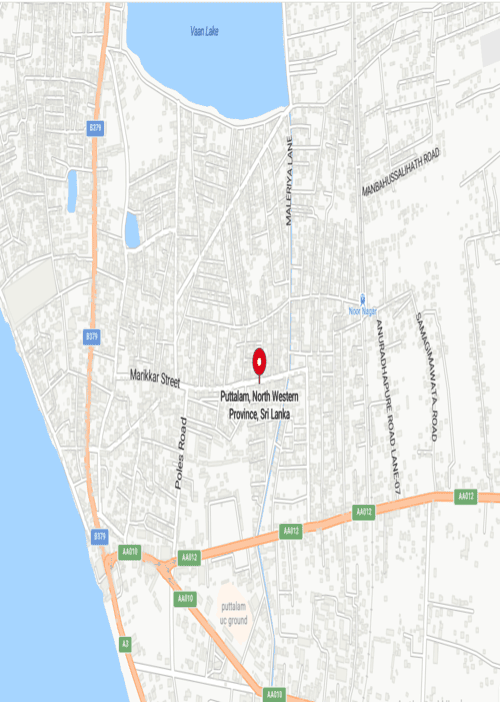 Vaan Lake
B379
MALERIYA LANE
MANBAHUSSALIHATH ROAD
Noor Nagar
B379
ANURADHAPURE ROAD LANE-07
SAMAGIMAWATA ROAD
Marikkar Street
Puttalam, North Western
Province, Sri Lanka
Poles Road
AA012
AA012
AA012
B379
AA010
AA012
AA010
puttalam
uc ground
A3
AA010